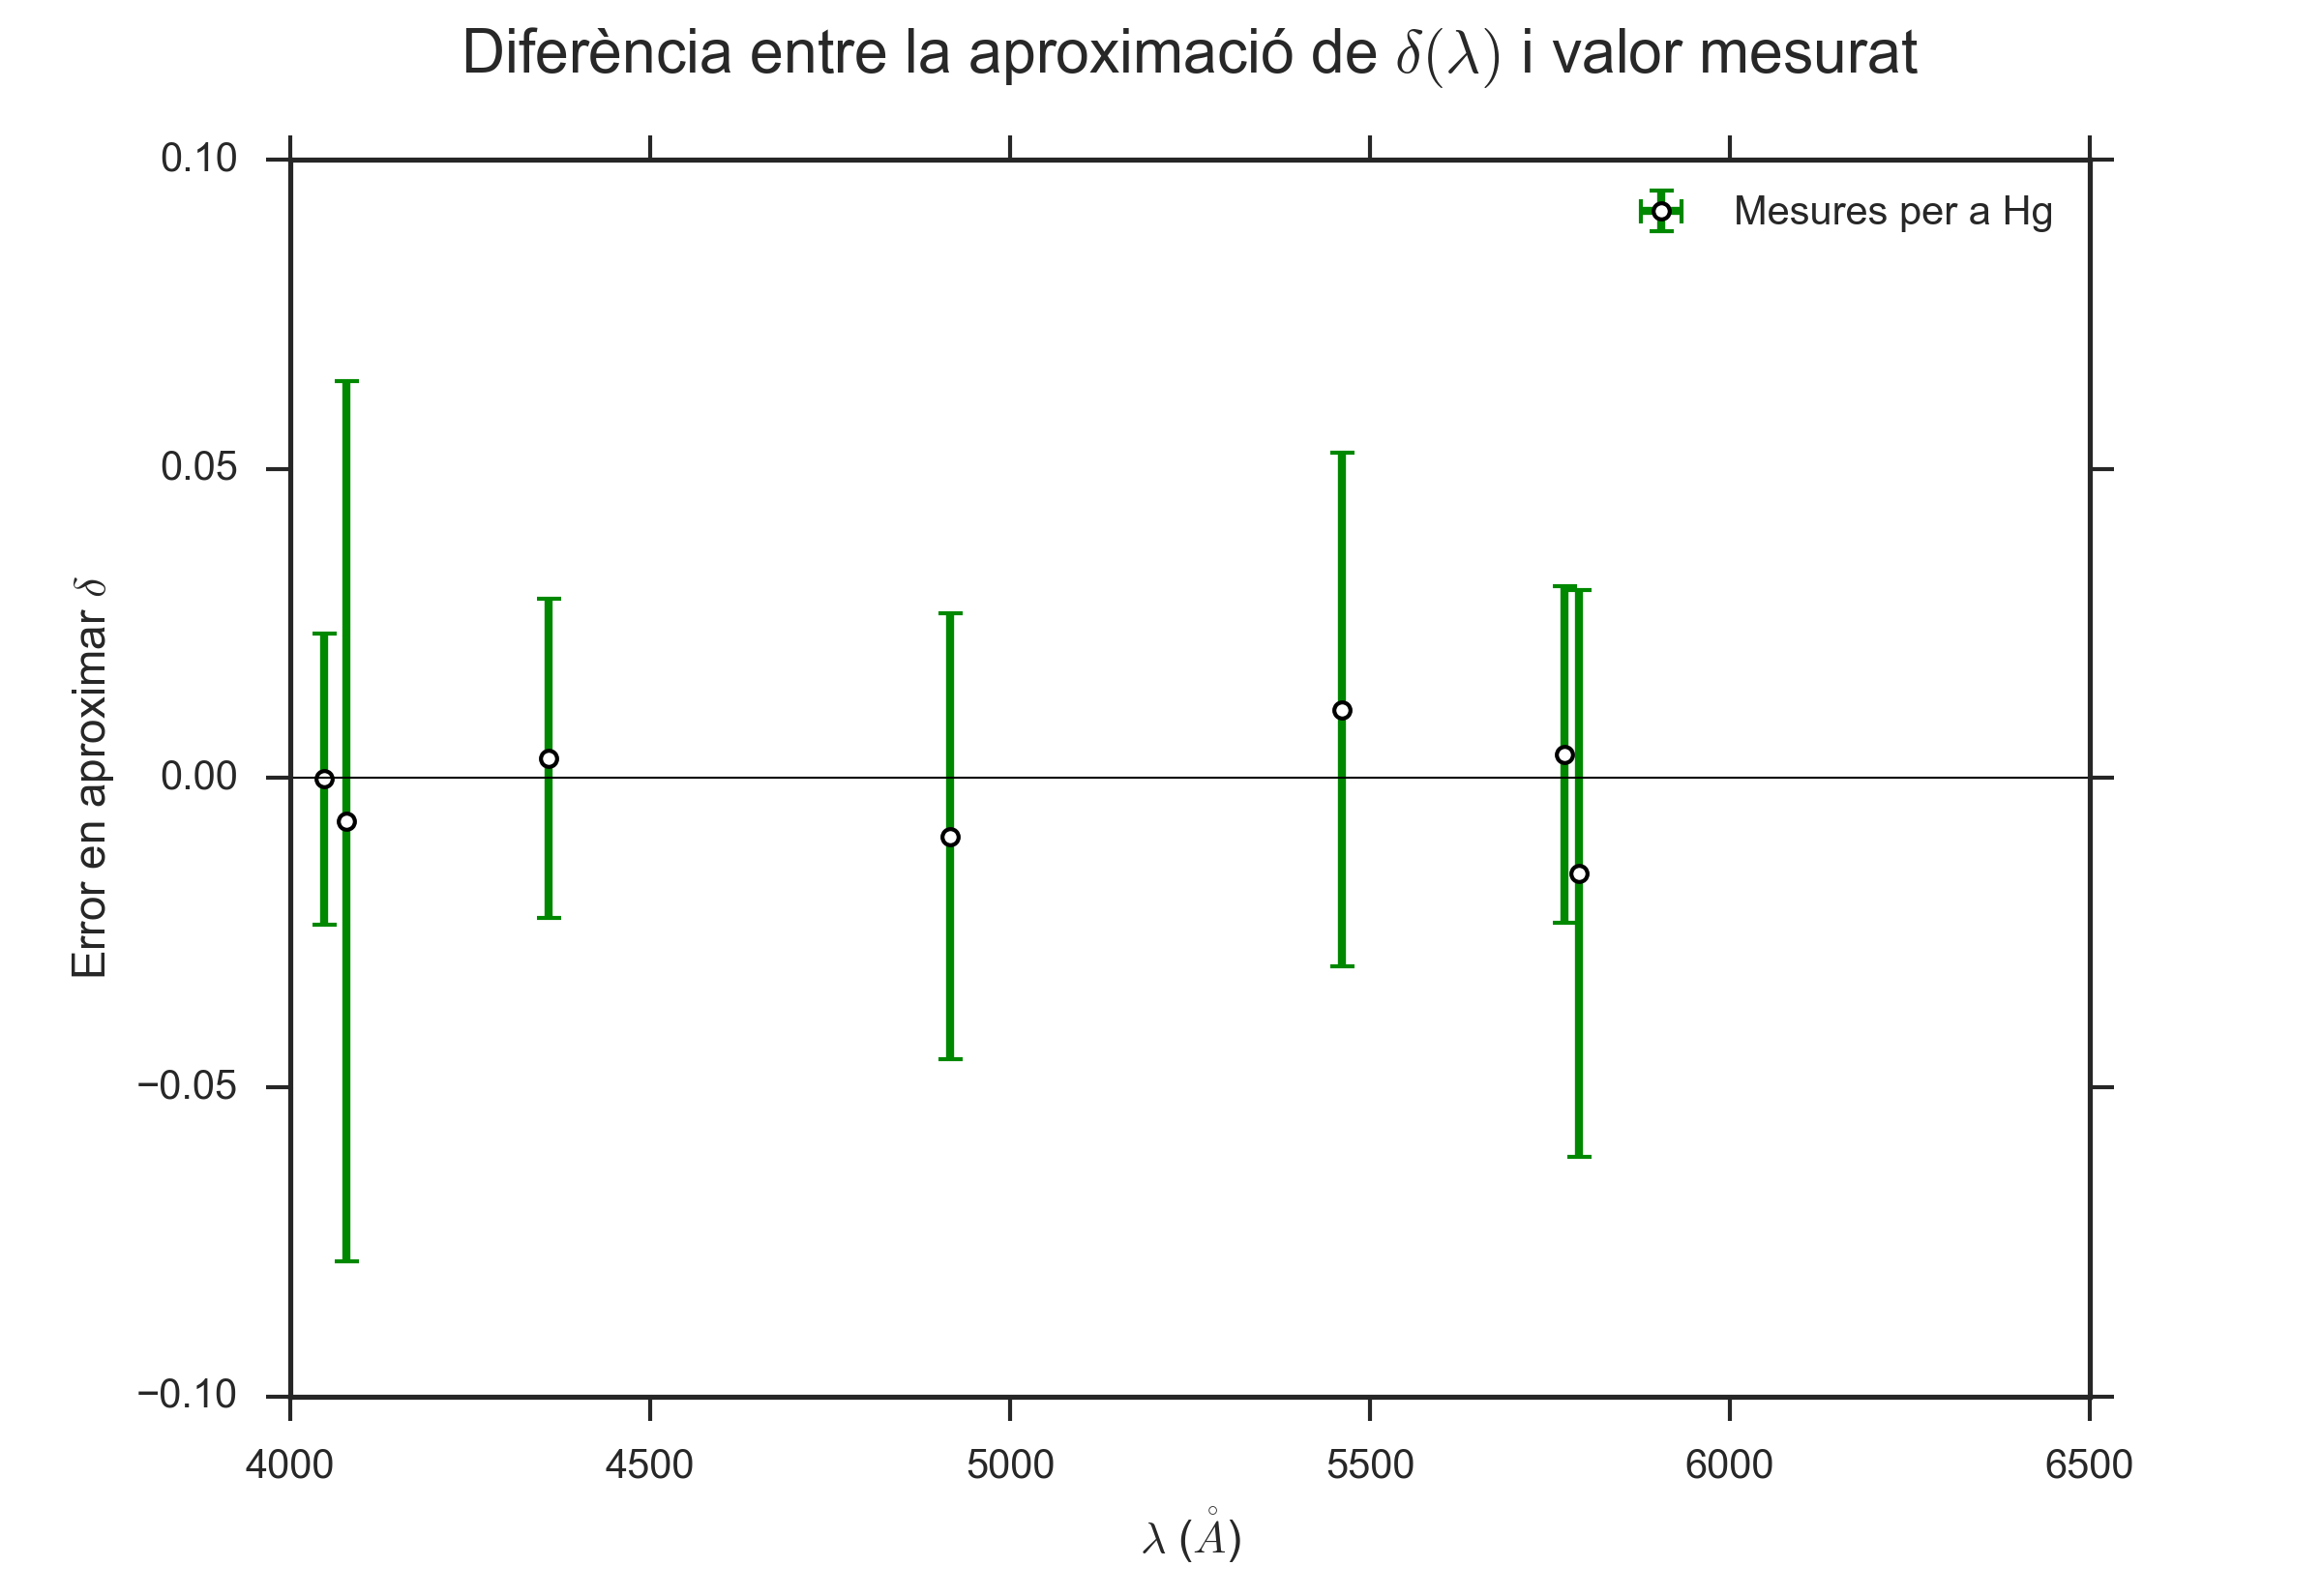 Diferència entre la aproximació de δ(λ) i valor mesurat
Mesures per a Hg
Error en aproximar δ
0.10
0.05
0.00
−0.05
−0.10
4000 4500 5000 5500 6000 6500
λ (Å)